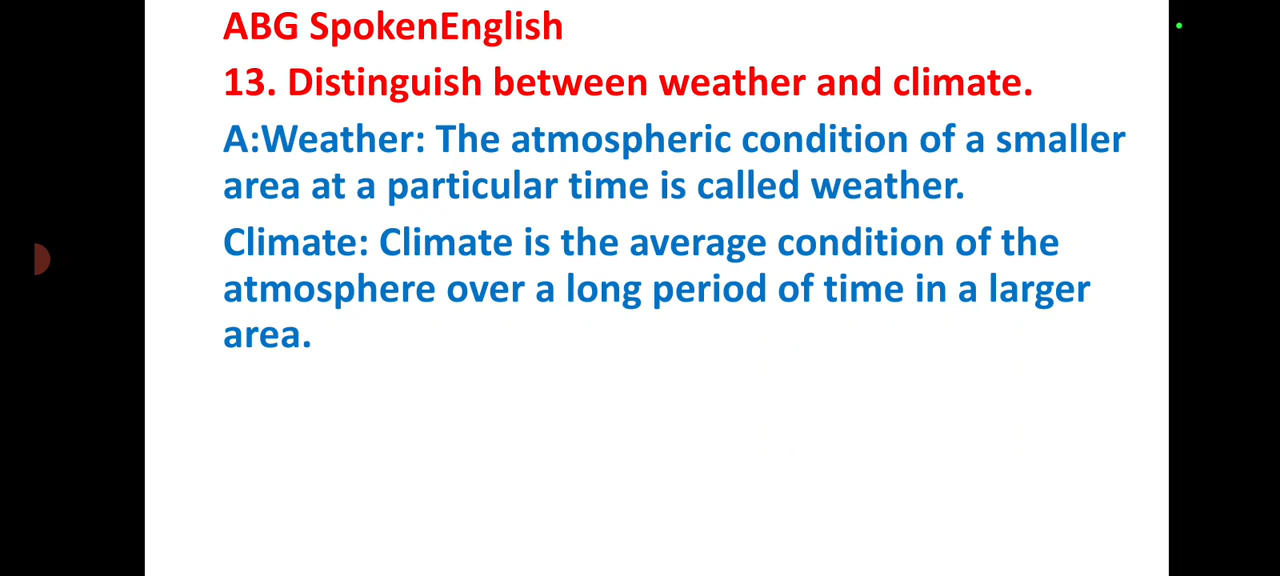 ABG SpokenEnglish
13. Distinguish between weather and climate.
A:Weather: The atmospheric condition of a smaller
area at a particular time is called weather.
Climate: Climate is the average condition of the
atmosphere over a long period of time in a larger
area.